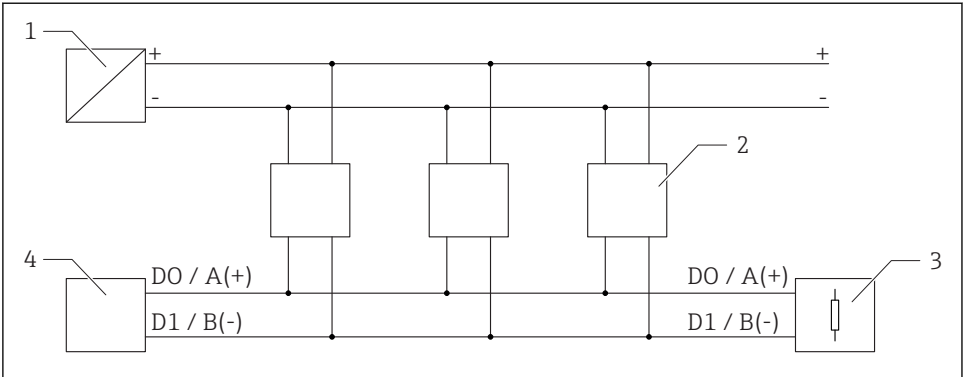 1
+ +
- -
2
4 DO / A(+) DO / A(+) 3
D1 / B(-) D1 / B(-)